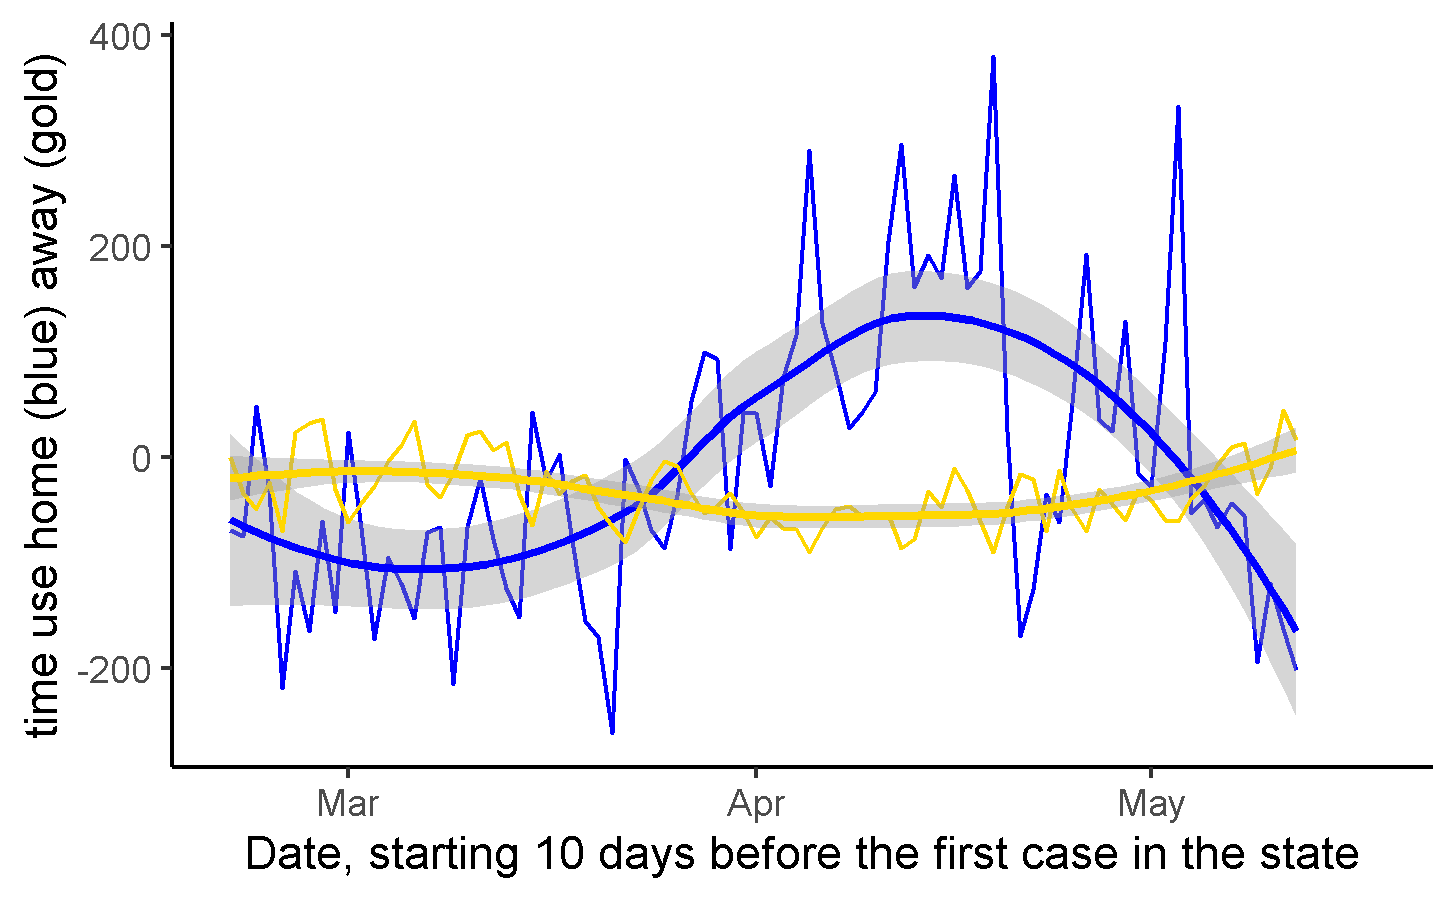 time use home (blue) away (gold)
400
200
0
-200
Mar Apr May
Date, starting 10 days before the first case in the state